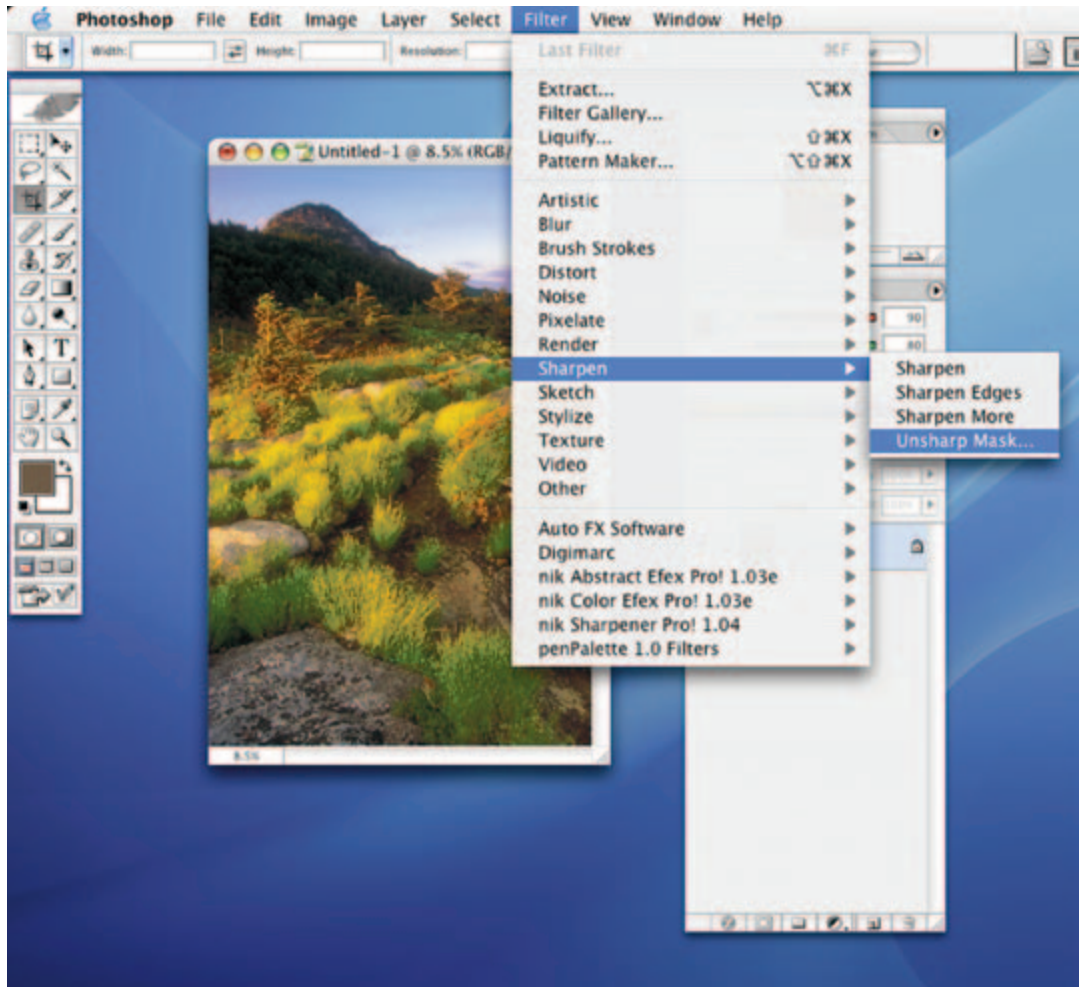 Photoshop File Edit Image Layer Select Filter View Window Help
Width: Height: Resolution:
Last Filter ⌘F
Extract... ⌥⌘X
Filter Gallery...
Liquify... ⇧⌘X
Pattern Maker... ⌥⇧⌘X
Untitled-1 @ 8.5% (RGB/
Artistic
Blur
Brush Strokes
Distort
Noise
Pixelate
90
Render
80
Sharpen
Sharpen
Sharpen Edges
Sharpen More
Unsharp Mask...
Sketch
Stylize
Texture
Video
Other
Auto FX Software
Digimarc
nik Abstract Efex Pro! 1.03e
nik Color Efex Pro! 1.03e
nik Sharpener Pro! 1.04
penPalette 1.0 Filters
8.5%